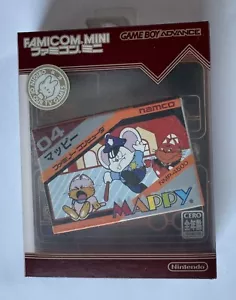 FAMICOM MINI
ファミコンミニ
GAME BOY ADVANCE
04
マッピー
namco
MAPPY
CERO
Nintendo